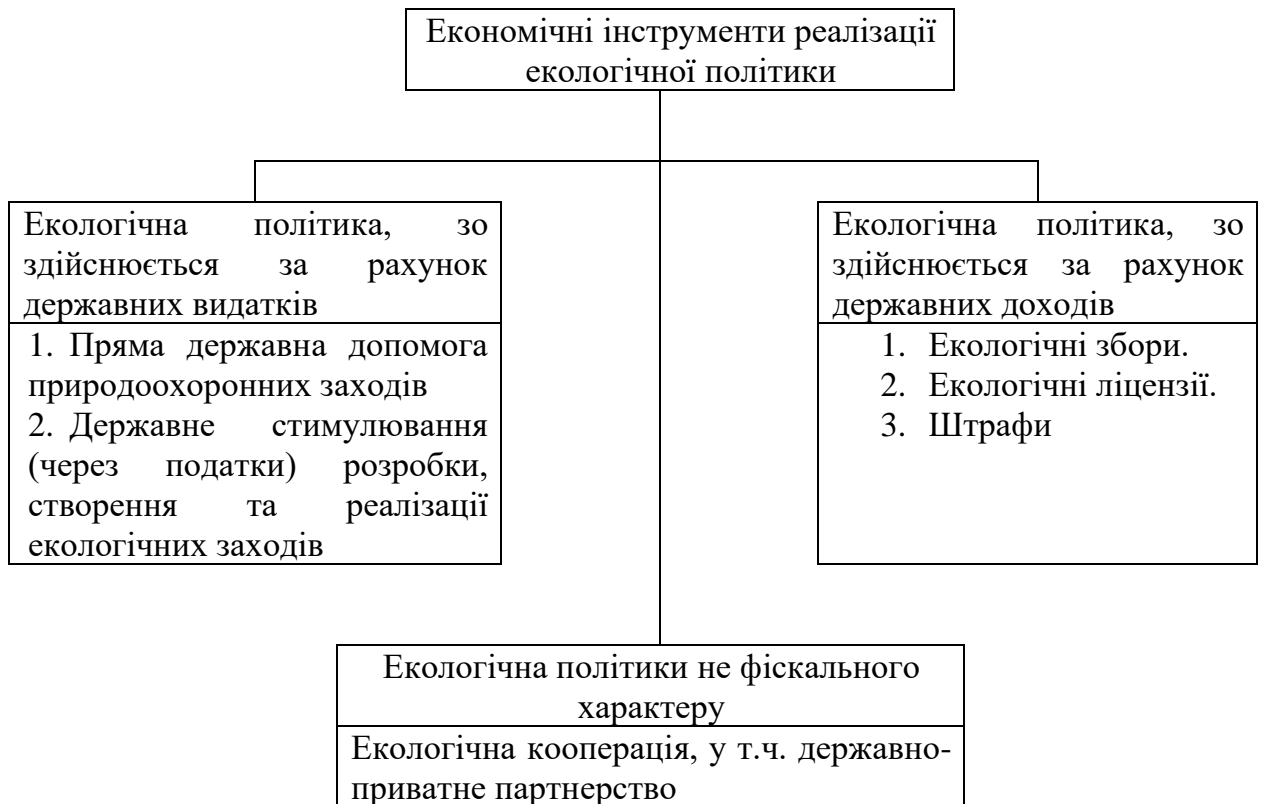 Економічні інструменти реалізації
екологічної політики
Екологічна політика, зо
здійснюється за рахунок
державних видатків
1. Пряма державна допомога
природоохоронних заходів
2. Державне стимулювання
(через податки) розробки,
створення та реалізації
екологічних заходів
Екологічна політика, зо
здійснюється за рахунок
державних доходів
1. Екологічні збори.
2. Екологічні ліцензії.
3. Штрафи
Екологічна політики не фіскального
характеру
Екологічна кооперація, у т.ч. державно-
приватне партнерство